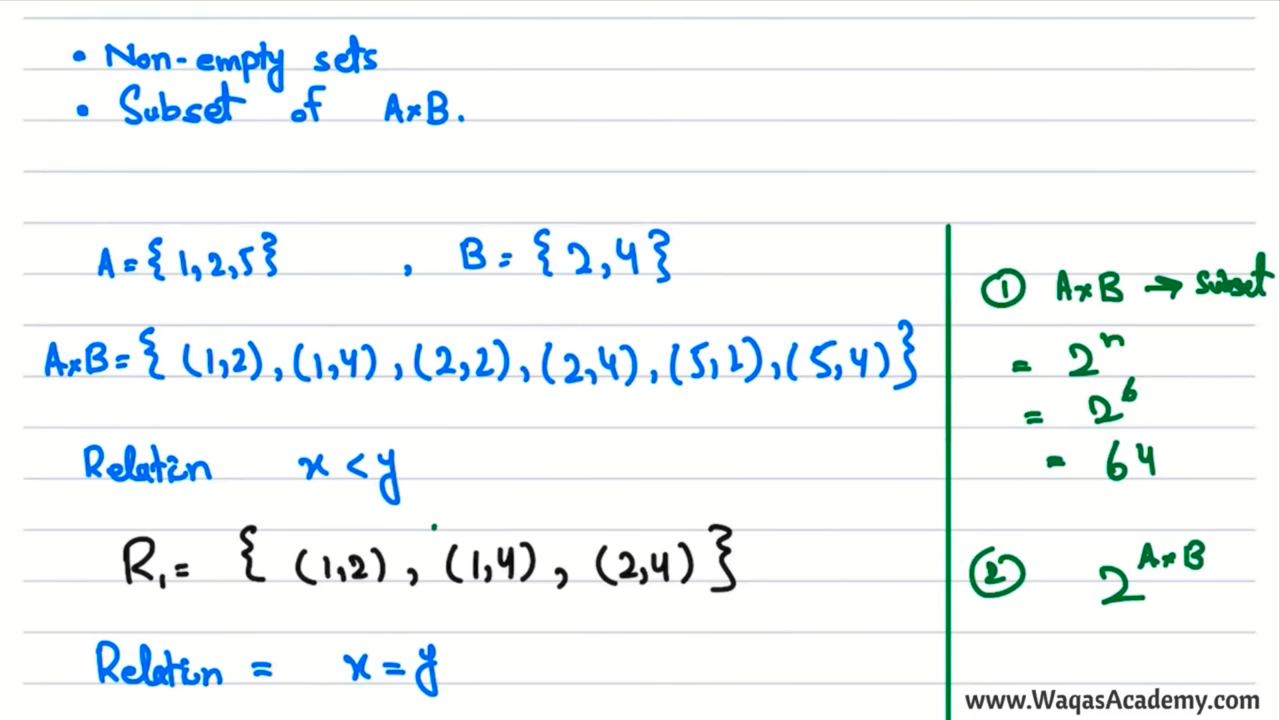 • Non-empty sets
• Subset of A×B.
A = {1,2,5} , B = {2,4}
A×B = { (1,2), (1,4), (2,2), (2,4), (5,2), (5,4) }
Relation x < y
R₁ = { (1,2), (1,4), (2,4) }
Relation = x = y
① A×B → subset
= 2ⁿ
= 2⁶
= 64
② 2^{A×B}
www.WaqasAcademy.com